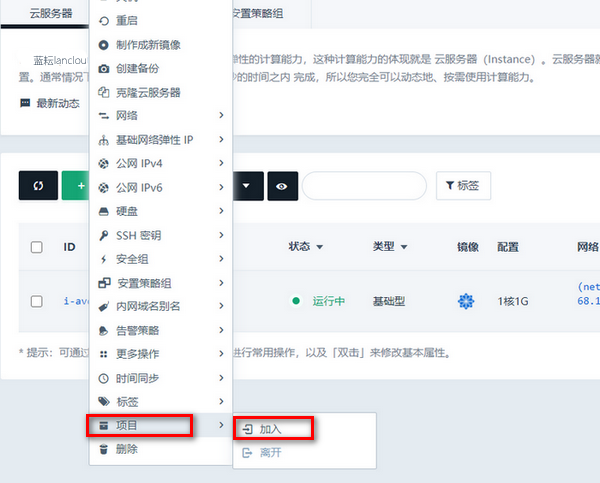 云服务器
安置策略组
重启
制作成新镜像
创建备份
克隆云服务器
网络
基础网络弹性 IP
公网 IPv4
公网 IPv6
硬盘
SSH 密钥
安全组
安置策略组
内网域名别名
告警策略
更多操作
时间同步
标签
项目
删除
加入
离开
蓝耘lanclou
弹性的计算能力，这种计算能力的体现就是 云服务器（Instance）。云服务器就
置。通常情况下
的时间之内 完成，所以您完全可以动态地、按需使用计算能力。
最新动态
标签
ID
状态
类型
镜像
配置
网络
i-av
运行中
基础型
1核1G
(net
68.1
* 提示：可通过
进行常用操作，以及「双击」来修改基本属性。